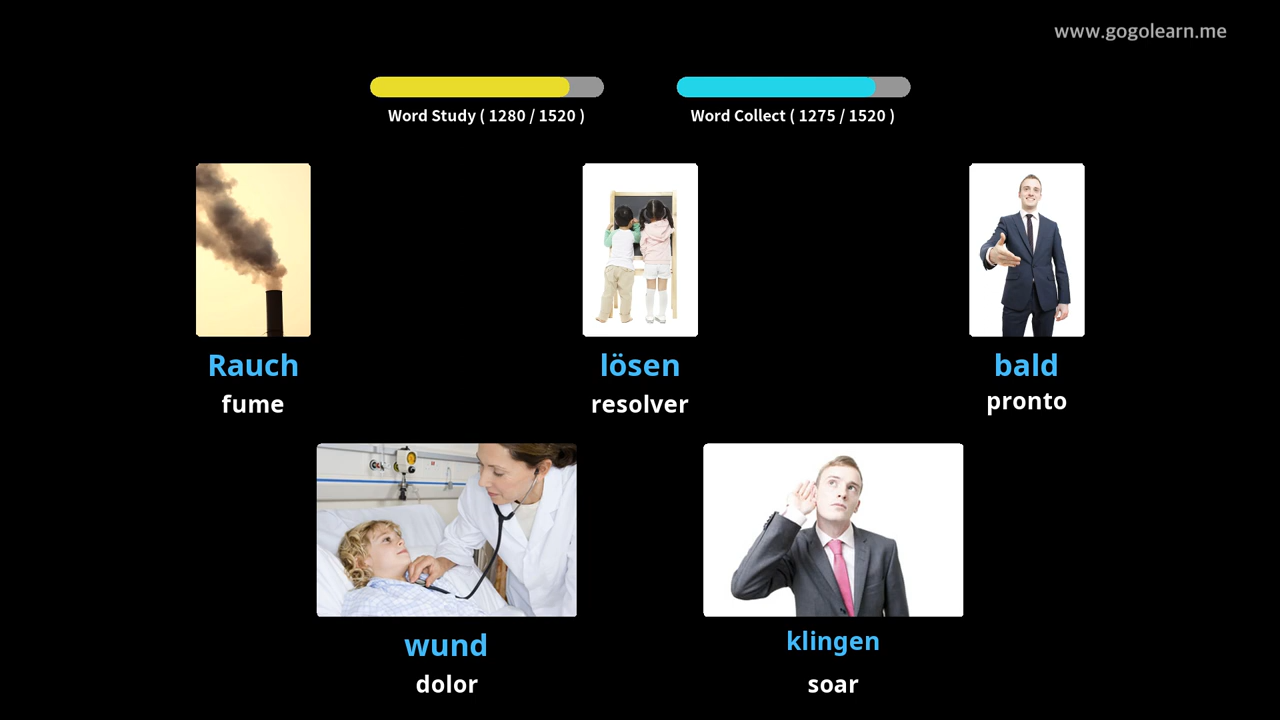 www.gogolearn.me
Word Study ( 1280 / 1520 )
Word Collect ( 1275 / 1520 )
Rauch
fume
lösen
resolver
bald
pronto
wund
dolor
klingen
soar